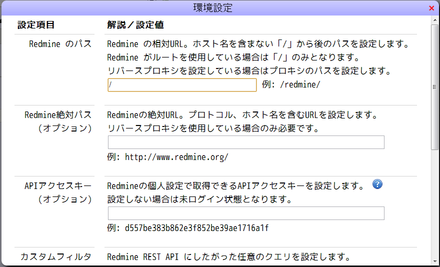 環境設定
設定項目 解説／設定値
Redmine のパス Redmine の相対URL。ホスト名を含まない「/」から後のパスを設定します。
Redmine がルートを使用している場合は「/」のみとなります。
リバースプロキシを設定している場合はプロキシのパスを設定します。
/ 例: /redmine/
Redmine絶対パス Redmineの絶対URL。プロトコル、ホスト名を含むURLを設定します。
(オプション) リバースプロキシを使用している場合のみ必要です。
例: http://www.redmine.org/
APIアクセスキー Redmineの個人設定で取得できるAPIアクセスキーを設定します。 ?
(オプション) 設定しない場合は未ログイン状態となります。
例: d557be383b862e3f852be39ae1716a1f
カスタムフィルタ Redmine REST API にしたがった任意のクエリを設定します。